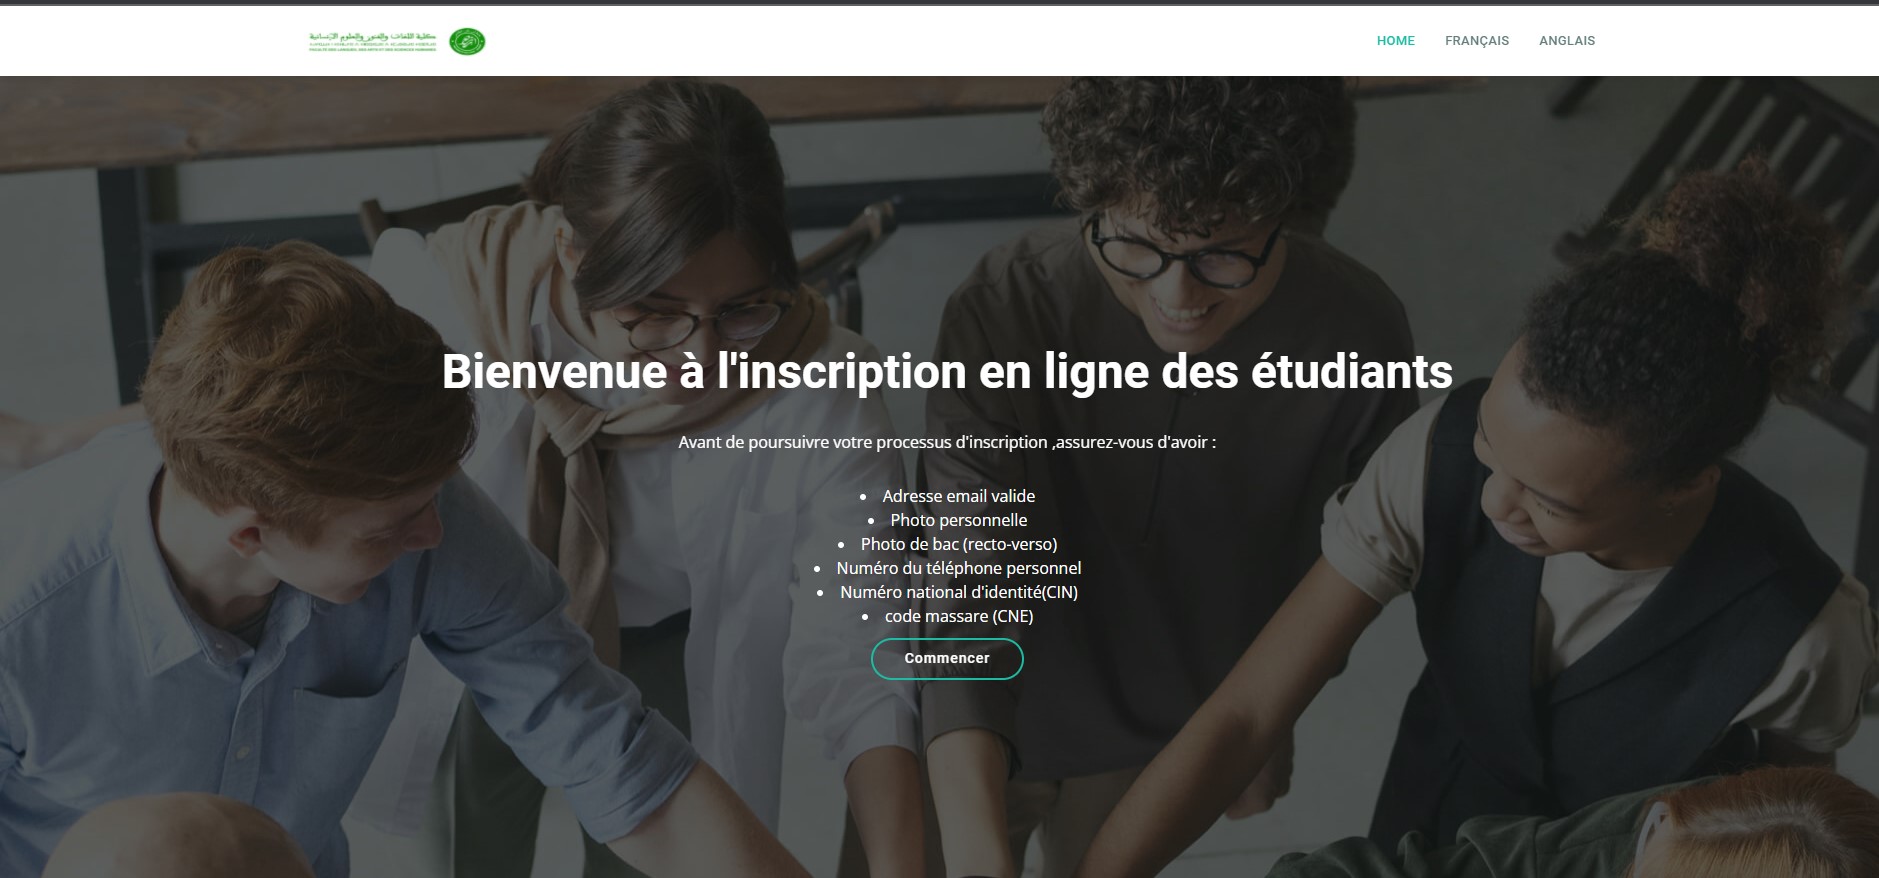 كلية اللغات والفنون والعلوم الإنسانية
FACULTÉ DES LANGUES, DES ARTS ET DES SCIENCES HUMAINES
HOME
FRANÇAIS
ANGLAIS
Bienvenue à l'inscription en ligne des étudiants
Avant de poursuivre votre processus d'inscription ,assurez-vous d'avoir :
Adresse email valide
Photo personnelle
Photo de bac (recto-verso)
Numéro du téléphone personnel
Numéro national d'identité(CIN)
code massare (CNE)
Commencer